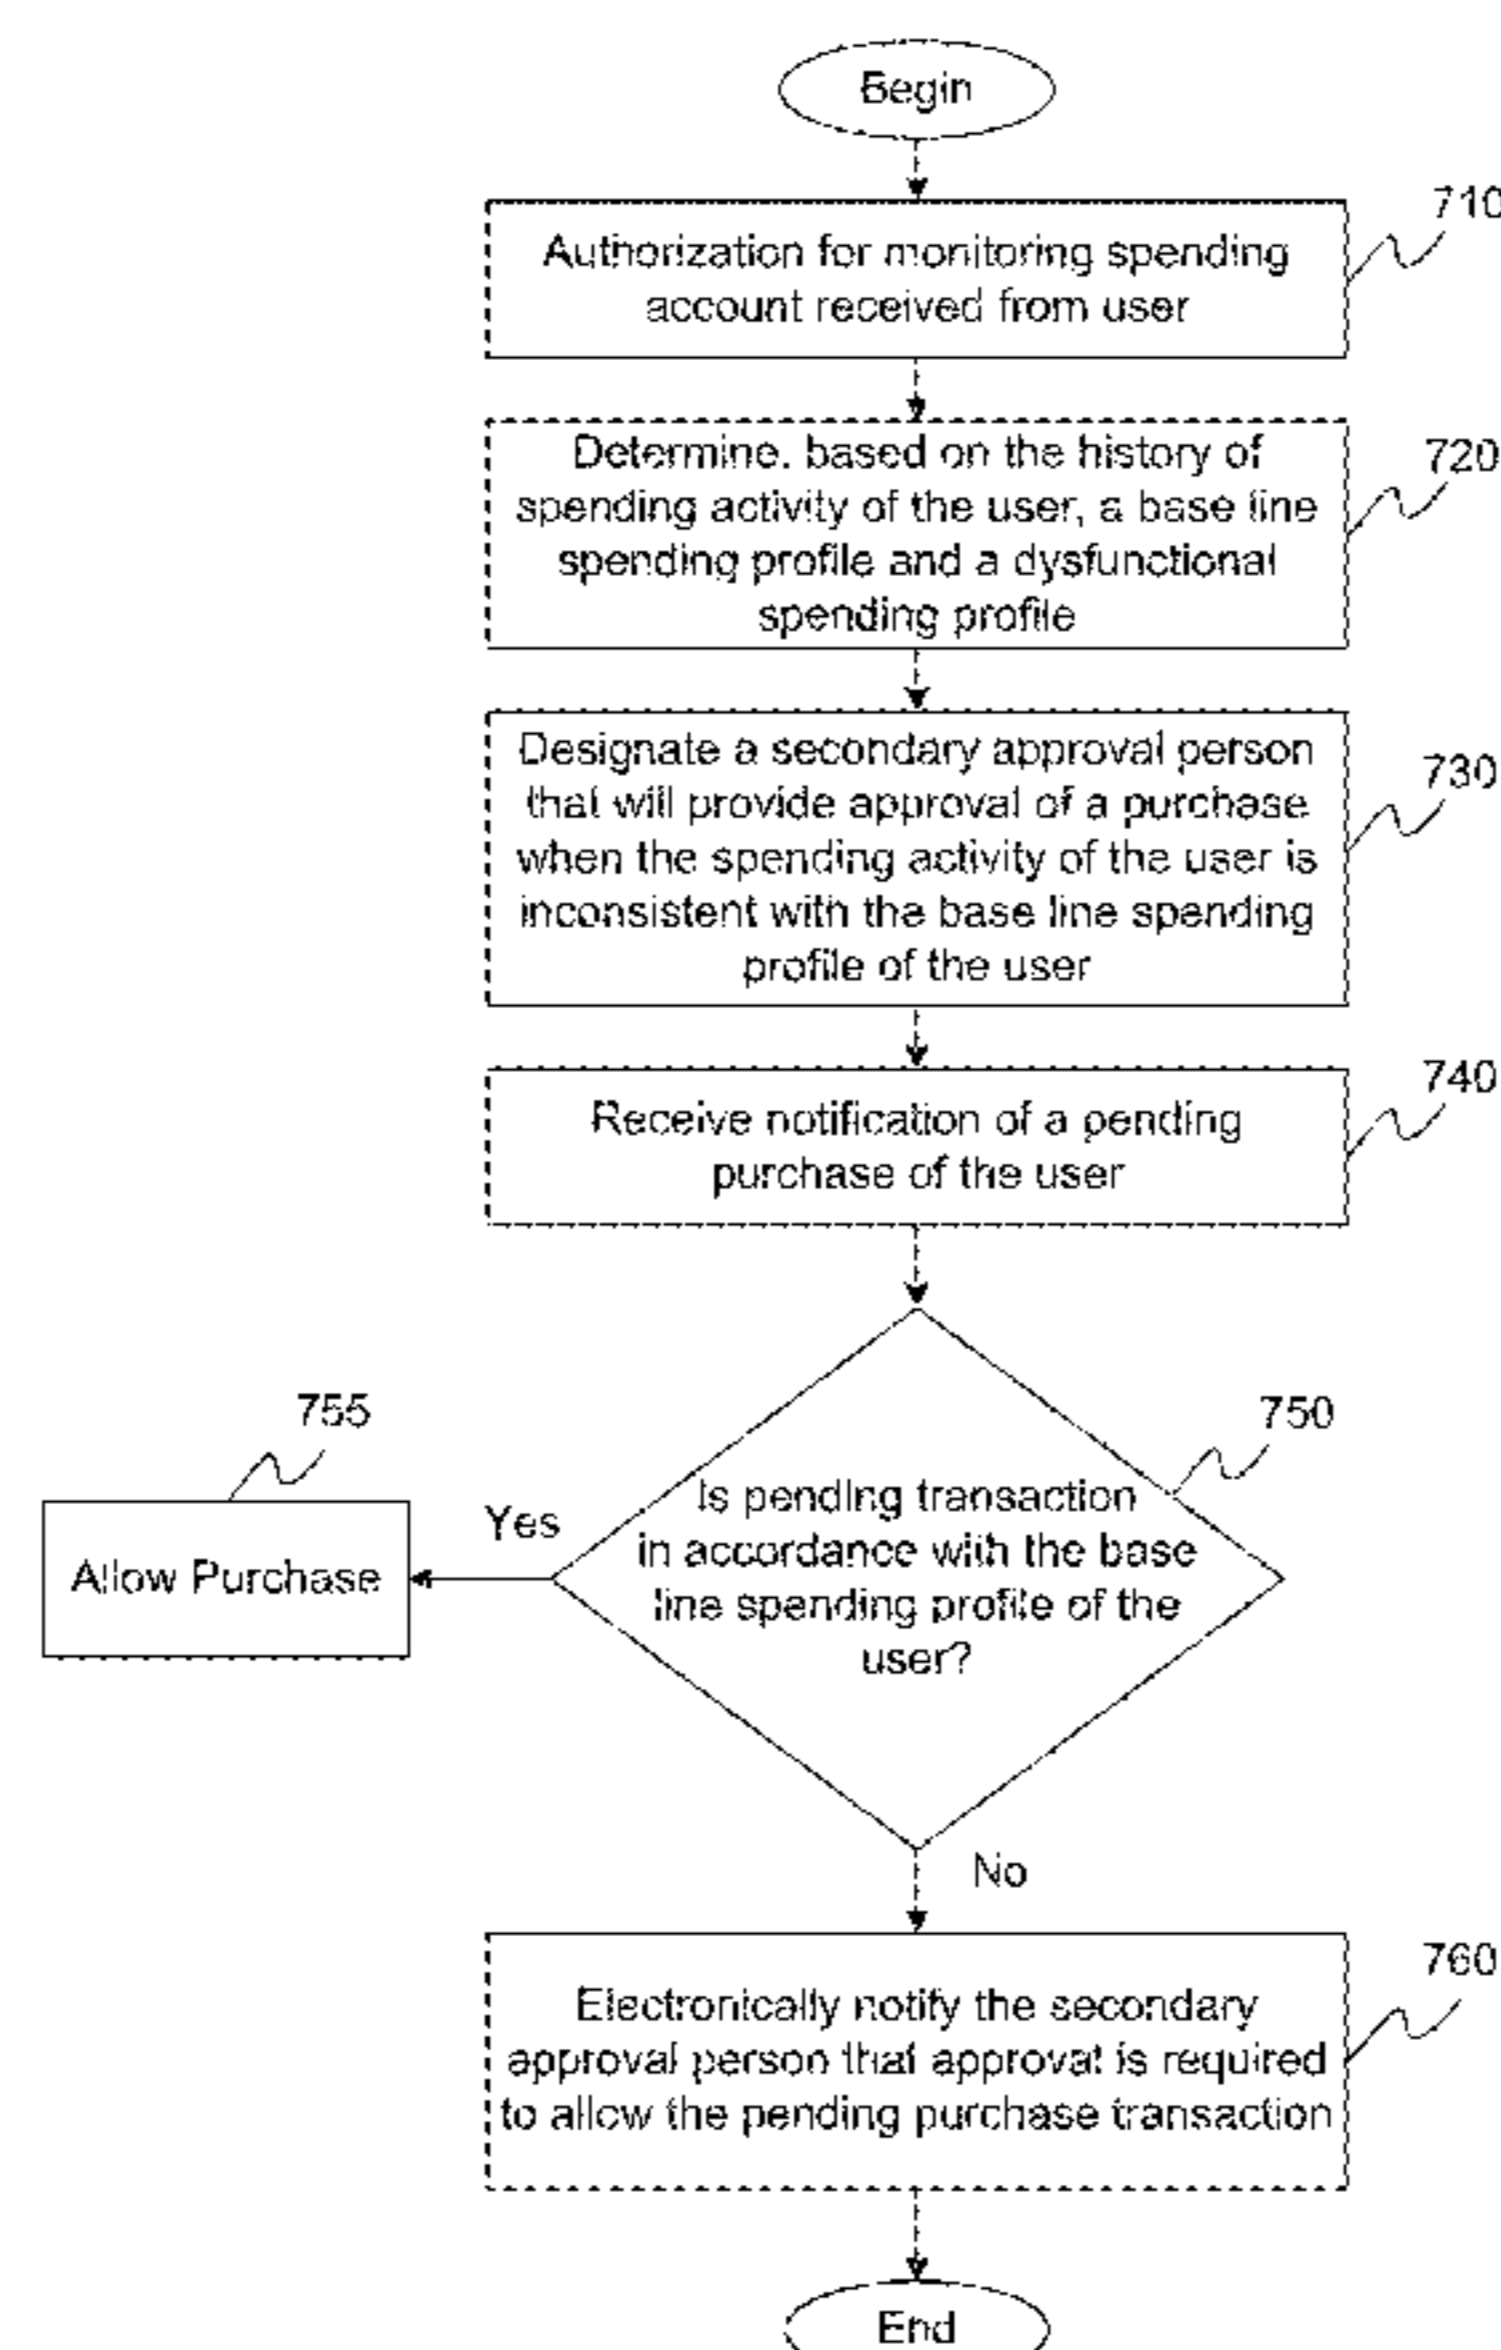 Begin
710
Authorization for monitoring spending
account received from user
720
Determine, based on the history of
spending activity of the user, a base line
spending profile and a dysfunctional
spending profile
730
Designate a secondary approval person
that will provide approval of a purchase
when the spending activity of the user is
inconsistent with the base line spending
profile of the user
740
Receive notification of a pending
purchase of the user
755
750
Yes
Allow Purchase
Is pending transaction
in accordance with the base
line spending profile of the
user?
No
760
Electronically notify the secondary
approval person that approval is required
to allow the pending purchase transaction
End